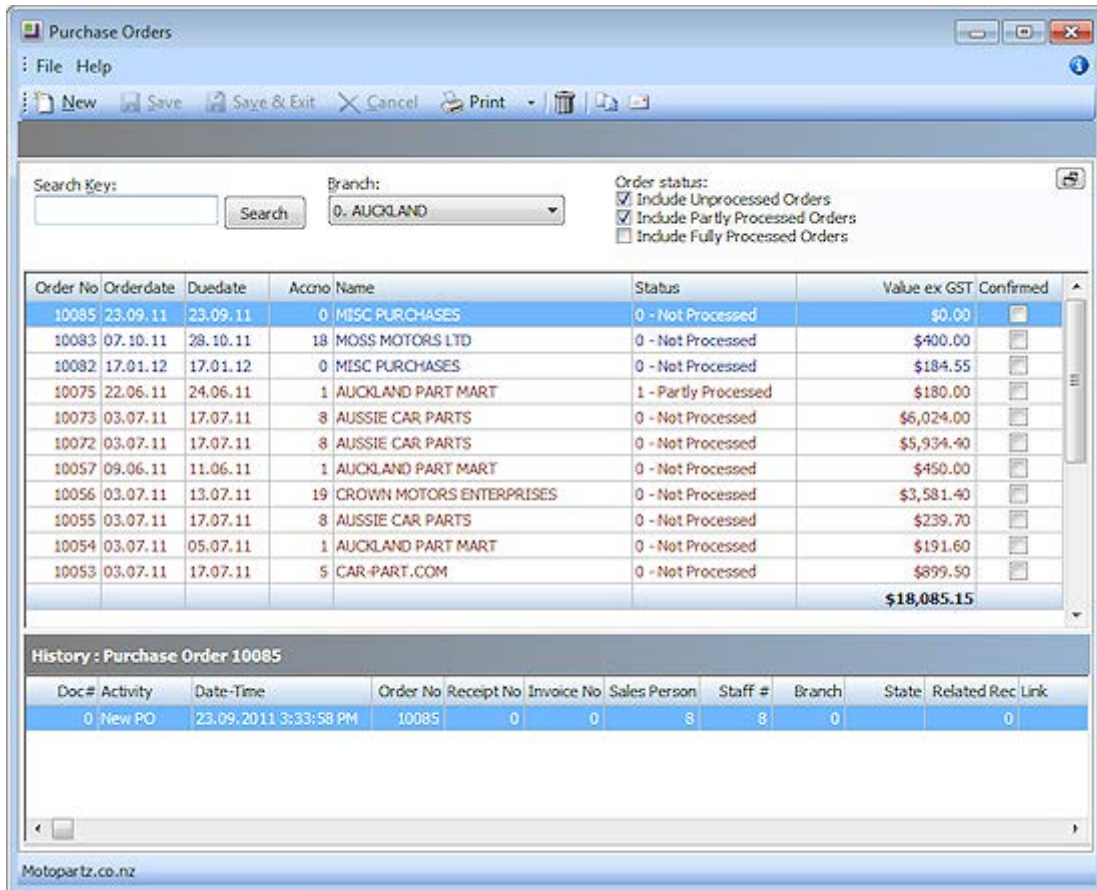 Purchase Orders
File Help
New Save Save & Exit Cancel Print
Search Key: Branch: Order status:
Search 0. AUCKLAND Include Unprocessed Orders
Include Partly Processed Orders
Include Fully Processed Orders
Order No Orderdate Duedate Accno Name Status Value ex GST Confirmed
10085 23.09.11 23.09.11 0 MISC PURCHASES 0 - Not Processed $0.00
10083 07.10.11 28.10.11 18 MOSS MOTORS LTD 0 - Not Processed $400.00
10082 17.01.12 17.01.12 0 MISC PURCHASES 0 - Not Processed $184.55
10075 22.06.11 24.06.11 1 AUCKLAND PART MART 1 - Partly Processed $180.00
10073 03.07.11 17.07.11 8 AUSSIE CAR PARTS 0 - Not Processed $6,024.00
10072 03.07.11 17.07.11 8 AUSSIE CAR PARTS 0 - Not Processed $5,934.40
10057 09.06.11 11.06.11 1 AUCKLAND PART MART 0 - Not Processed $450.00
10056 03.07.11 13.07.11 19 CROWN MOTORS ENTERPRISES 0 - Not Processed $3,581.40
10055 03.07.11 17.07.11 8 AUSSIE CAR PARTS 0 - Not Processed $239.70
10054 03.07.11 05.07.11 1 AUCKLAND PART MART 0 - Not Processed $191.60
10053 03.07.11 17.07.11 5 CAR-PART.COM 0 - Not Processed $899.50
$18,085.15
History : Purchase Order 10085
Doc# Activity Date-Time Order No Receipt No Invoice No Sales Person Staff # Branch State Related Rec Link
0 New PO 23.09.2011 3:33:58 PM 10085 0 0 8 8 0 0
Motopartz.co.nz